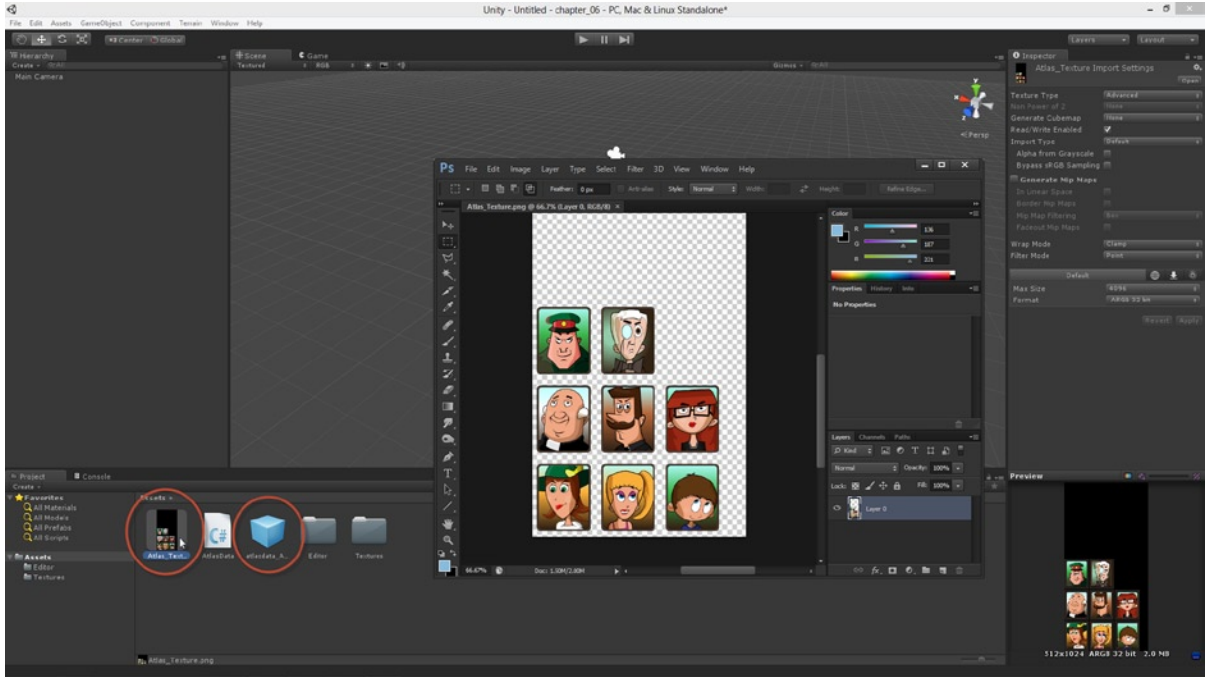 Unity - Untitled - chapter_06 - PC, Mac & Linux Standalone*
File Edit Assets GameObject Component Terrain Window Help
Center Global
Layers Layout
Hierarchy
Create
Main Camera
Scene Game
Textured RGB Gizmos
Persp
Inspector
Atlas_Texture Import Settings
Open
Texture Type Advanced
Non Power of 2 None
Generate Cubemap None
Read/Write Enabled
Import Type Default
Alpha from Grayscale
Bypass sRGB Sampling
Generate Mip Maps
In Linear Space
Border Mip Maps
Mip Map Filtering Box
Fadeout Mip Maps
Wrap Mode Clamp
Filter Mode Point
Default
Max Size 4096
Format ARGB 32 bit
Revert Apply
Ps File Edit Image Layer Type Select Filter 3D View Window Help
Feather: 0 px Anti-alias Style: Normal Width: Height: Refine Edge...
Atlas_Texture.png @ 66.7% (Layer 0, RGB/8) ×
Color
R 136
G 187
B 221
Properties History Info
No Properties
Layers Channels Paths
Kind
Normal Opacity: 100%
Lock: Fill: 100%
Layer 0
66.67% Doc: 1.50M/2.00M
Project Console
Create
Favorites
All Materials
All Models
All Prefabs
All Scripts
Assets
Editor
Textures
Assets
Atlas_Text... AtlasData atlasdata_A... Editor Textures
C#
Atlas_Texture.png
Preview
512x1024 ARGB 32 bit 2.0 MB